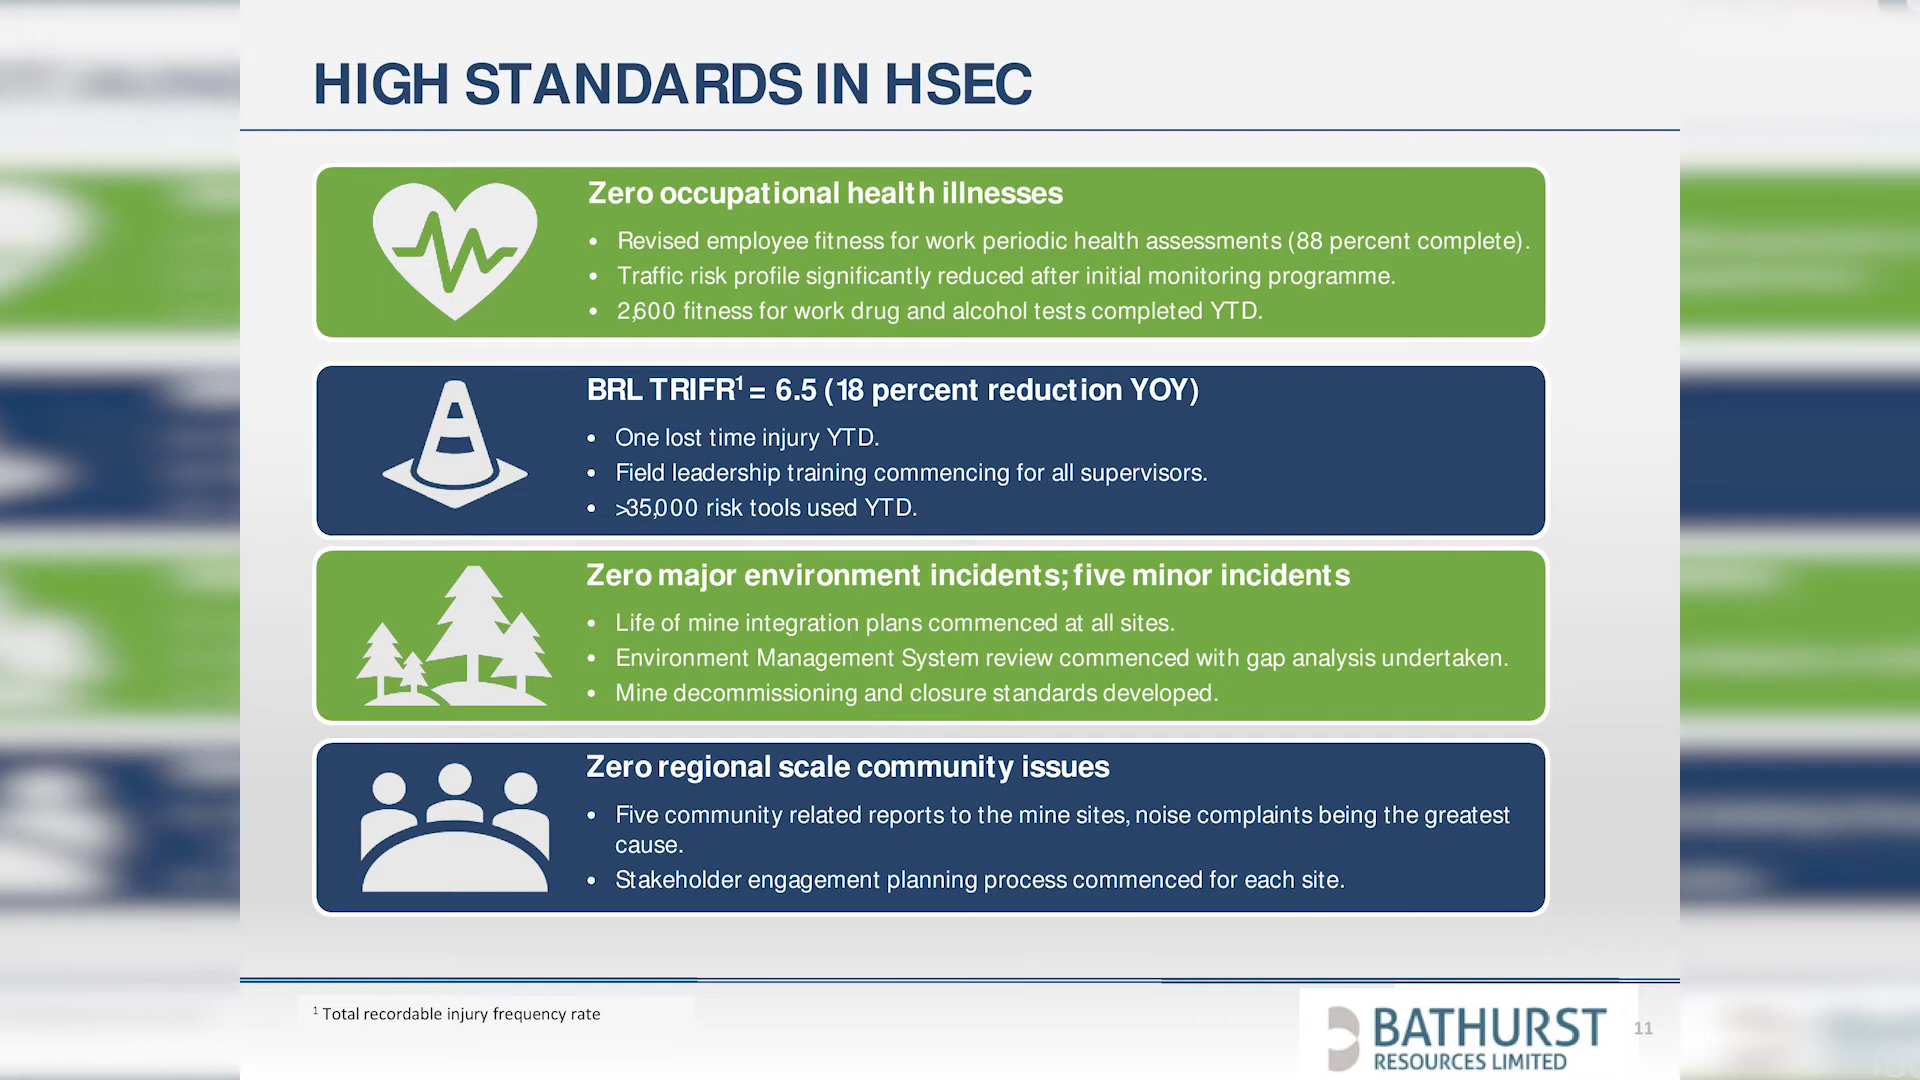 HIGH STANDARDS IN HSEC
Zero occupational health illnesses
• Revised employee fitness for work periodic health assessments (88 percent complete).
• Traffic risk profile significantly reduced after initial monitoring programme.
• 2,600 fitness for work drug and alcohol tests completed YTD.
BRL TRIFR¹ = 6.5 (18 percent reduction YOY)
• One lost time injury YTD.
• Field leadership training commencing for all supervisors.
• >35,000 risk tools used YTD.
Zero major environment incidents; five minor incidents
• Life of mine integration plans commenced at all sites.
• Environment Management System review commenced with gap analysis undertaken.
• Mine decommissioning and closure standards developed.
Zero regional scale community issues
• Five community related reports to the mine sites, noise complaints being the greatest
cause.
• Stakeholder engagement planning process commenced for each site.
¹ Total recordable injury frequency rate
BATHURST
RESOURCES LIMITED
11